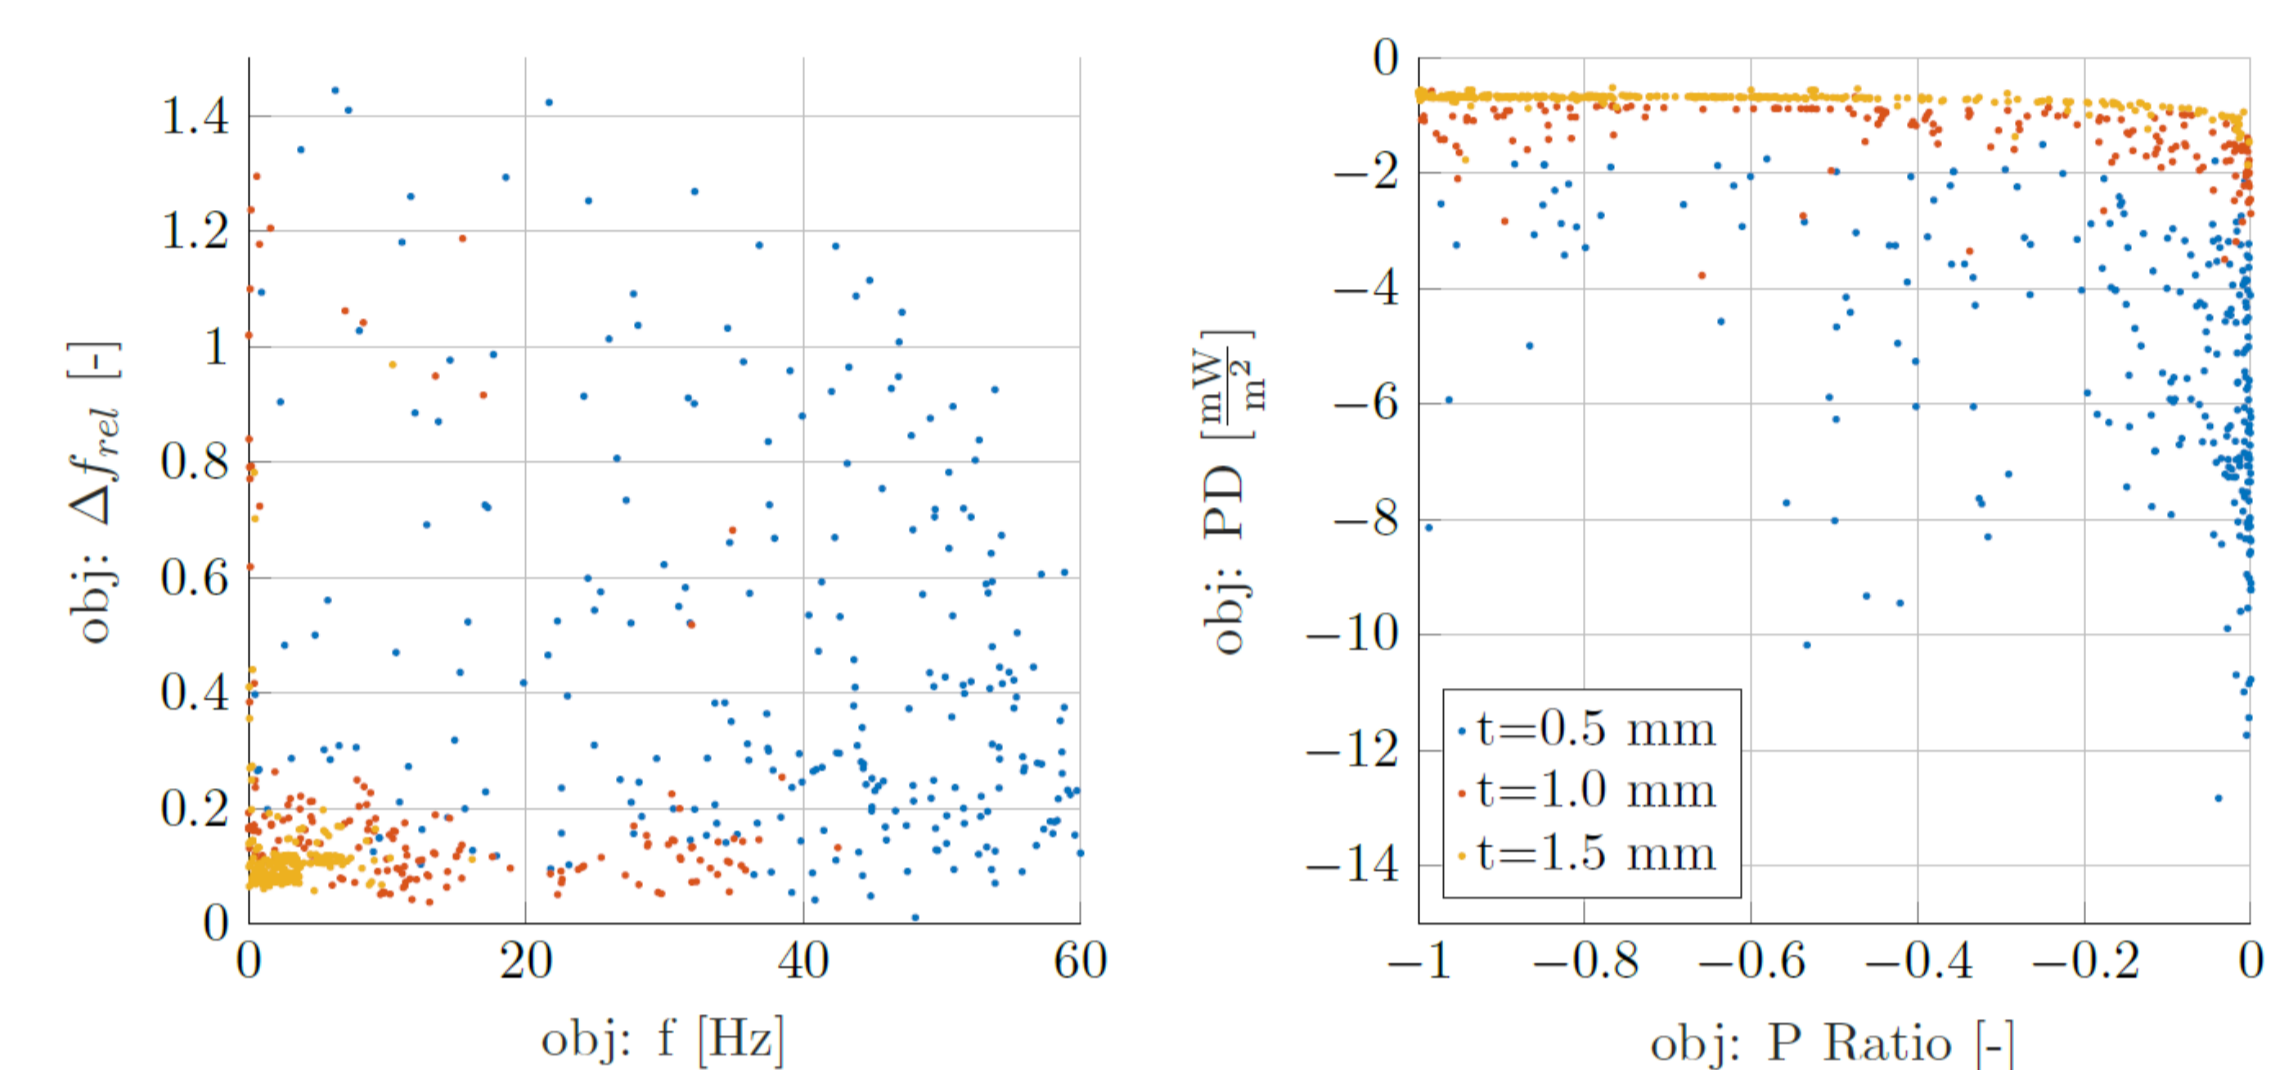 obj: Δf_rel [-]
1.4
1.2
1
0.8
0.6
0.4
0.2
0
0 20 40 60
obj: f [Hz]
obj: PD [mW/m²]
0
−2
−4
−6
−8
−10
−12
−14
t=0.5 mm
t=1.0 mm
t=1.5 mm
−1 −0.8 −0.6 −0.4 −0.2 0
obj: P Ratio [-]